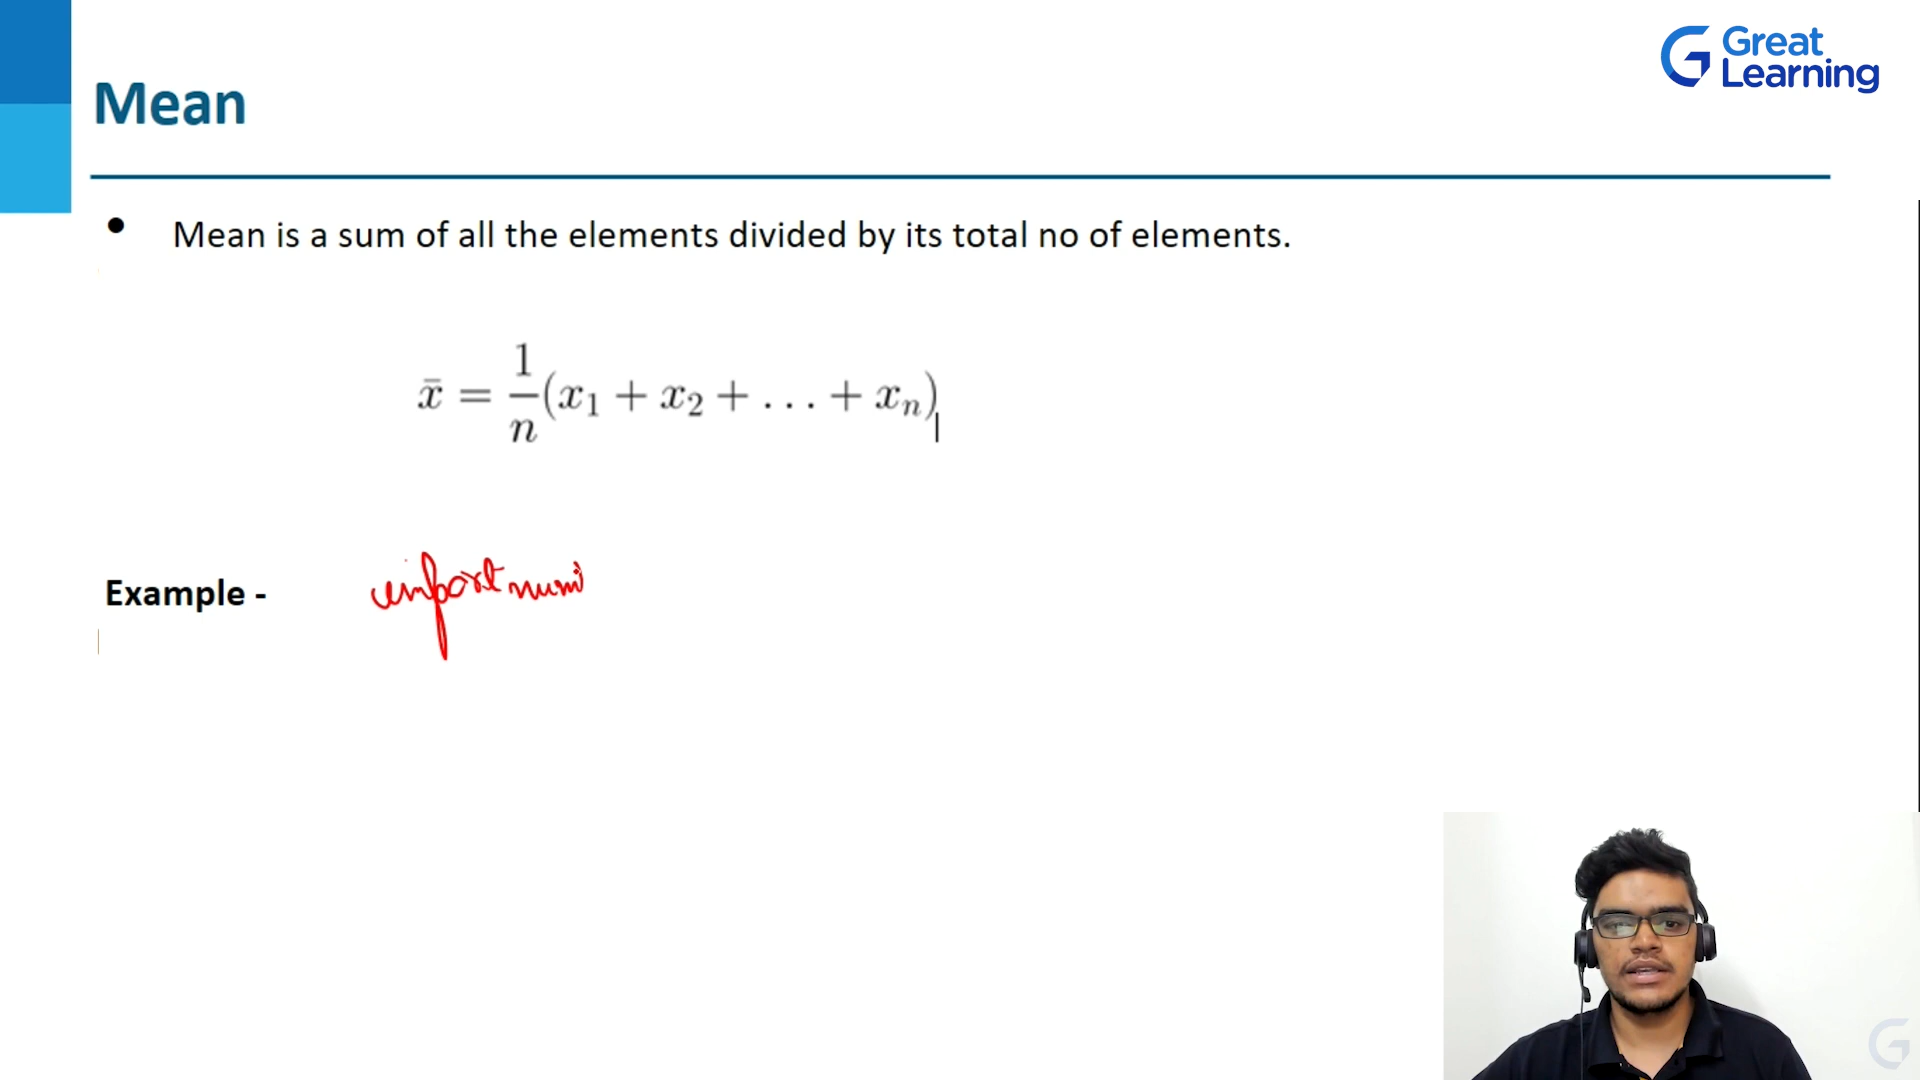 Great
Learning
Mean
• Mean is a sum of all the elements divided by its total no of elements.
x̄ = 1/n (x₁ + x₂ + ... + xₙ)
Example - import num